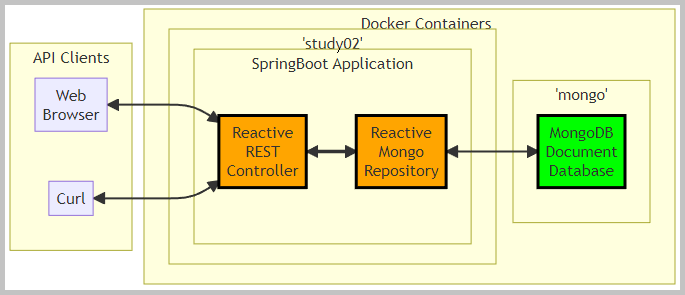 Docker Containers
API Clients
'study02'
SpringBoot Application
Web
Browser
Curl
Reactive
REST
Controller
Reactive
Mongo
Repository
'mongo'
MongoDB
Document
Database